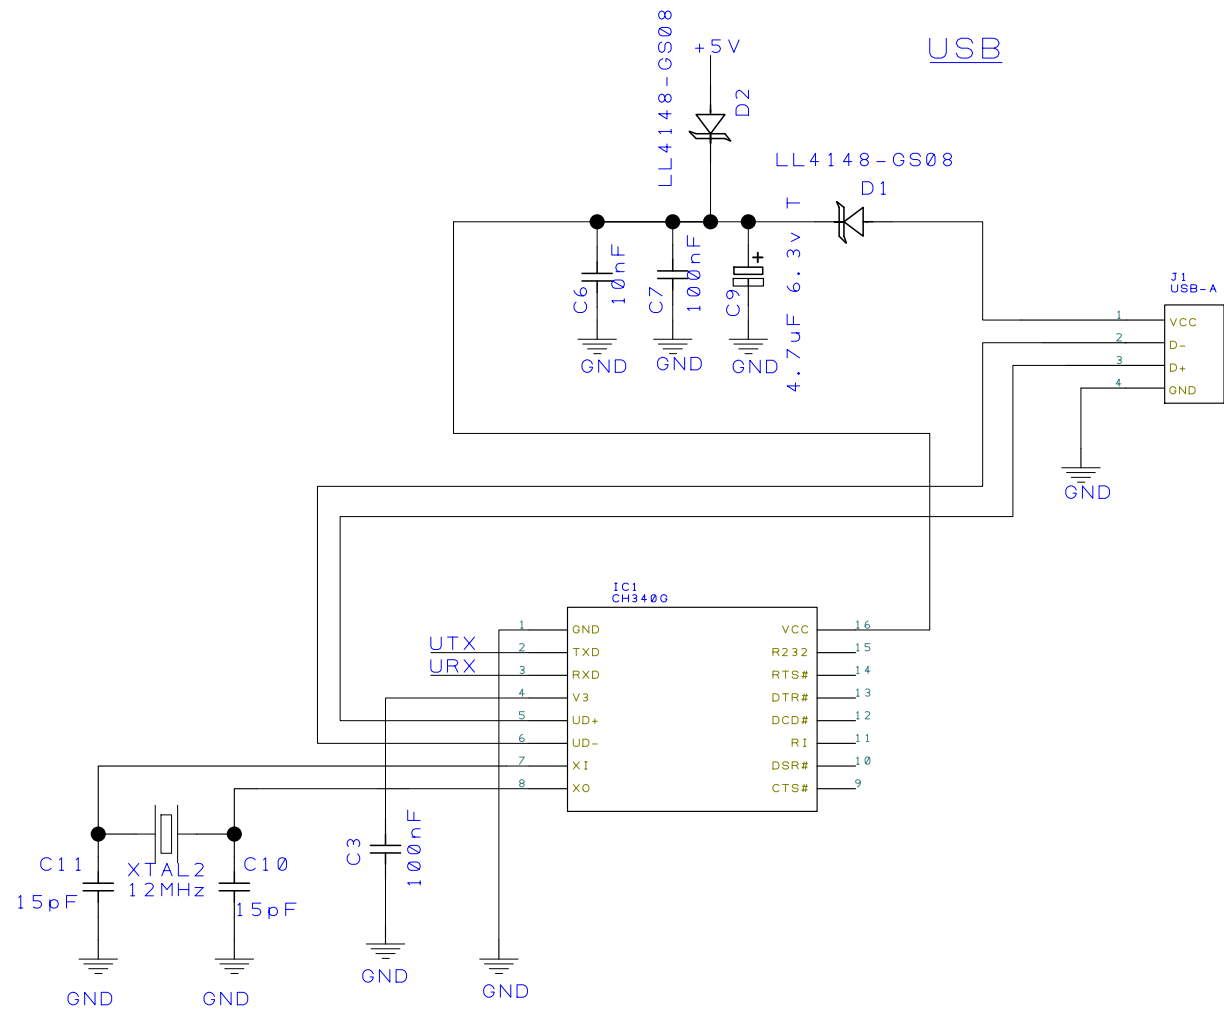 USB
+5V
LL4148-GS08
D2
LL4148-GS08
D1
C6
10nF
GND
C7
100nF
GND
+
C9
4.7uF 6.3v T
GND
J1
USB-A
1 VCC
2 D-
3 D+
4 GND
GND
IC1
CH340G
1 GND VCC 16
UTX 2 TXD R232 15
URX 3 RXD RTS# 14
4 V3 DTR# 13
5 UD+ DCD# 12
6 UD- RI 11
7 XI DSR# 10
8 XO CTS# 9
C3
100nF
GND
GND
C11
15pF
XTAL2
12MHz
C10
15pF
GND
GND